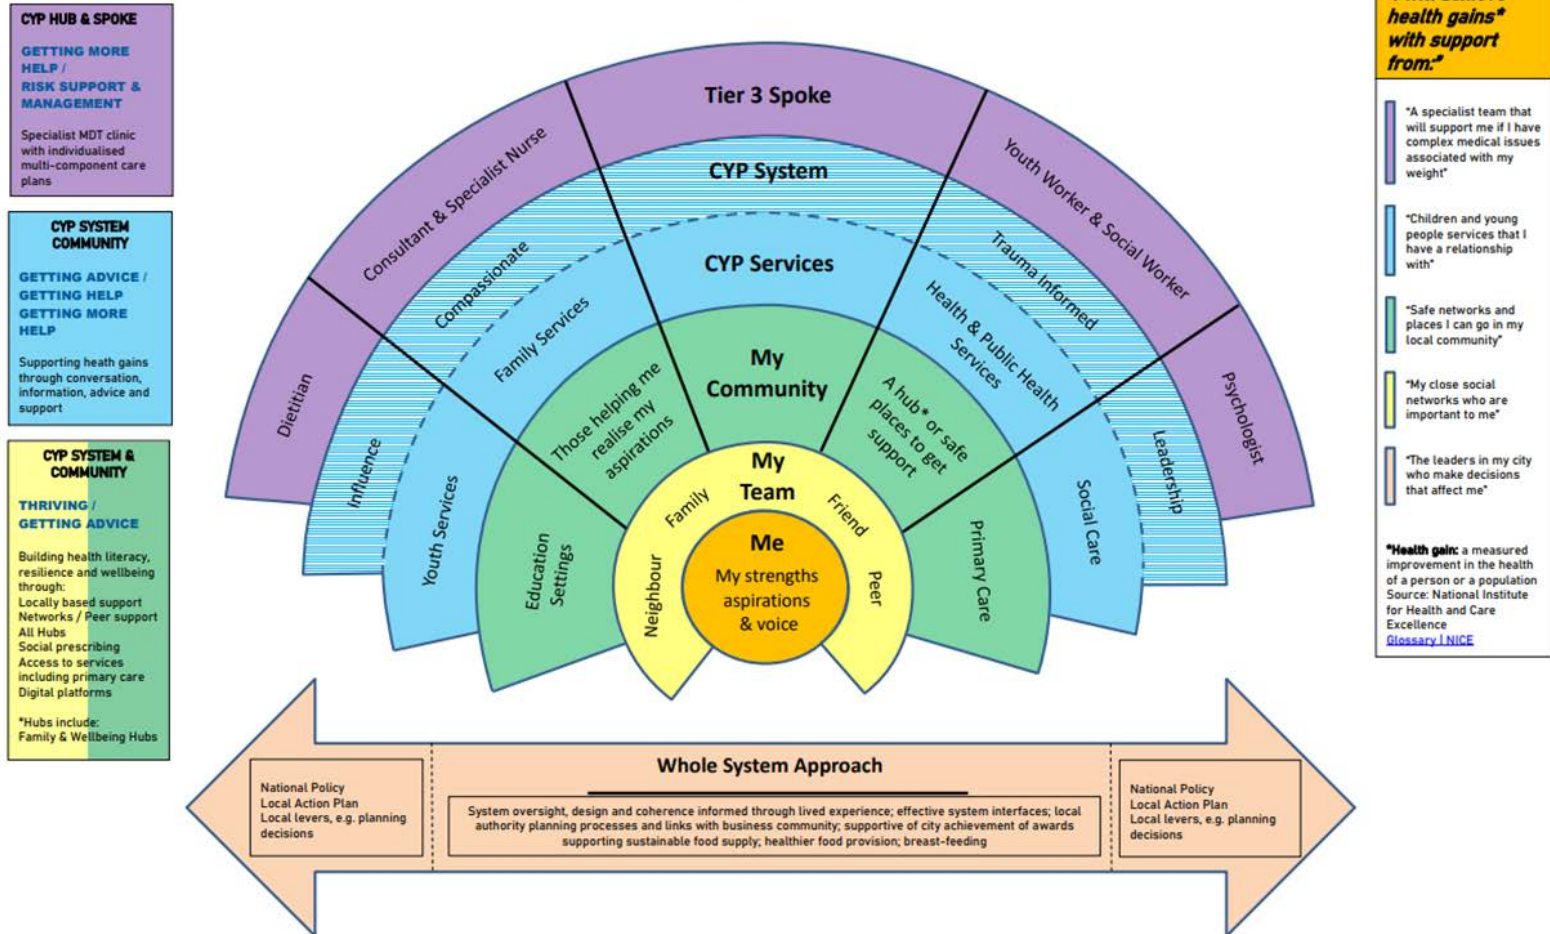 CYP HUB & SPOKE
GETTING MORE
HELP /
RISK SUPPORT &
MANAGEMENT
Specialist MDT clinic
with individualised
multi-component care
plans
CYP SYSTEM
COMMUNITY
GETTING ADVICE /
GETTING HELP
GETTING MORE
HELP
Supporting heath gains
through conversation,
information, advice and
support
CYP SYSTEM &
COMMUNITY
THRIVING /
GETTING ADVICE
Building health literacy,
resilience and wellbeing
through:
Locally based support
Networks / Peer support
All Hubs
Social prescribing
Access to services
including primary care
Digital platforms
*Hubs include:
Family & Wellbeing Hubs
Tier 3 Spoke
Dietitian
Consultant & Specialist Nurse
Youth Worker & Social Worker
Psychologist
CYP System
Influence
Compassionate
Trauma Informed
Leadership
CYP Services
Youth Services
Family Services
Health & Public Health
Services
Social Care
My
Community
Education
Settings
Those helping me
realise my
aspirations
A hub* or safe
places to get
support
Primary Care
My
Team
Neighbour
Family
Friend
Peer
Me
My strengths
aspirations
& voice
Whole System Approach
National Policy
Local Action Plan
Local levers, e.g. planning
decisions
System oversight, design and coherence informed through lived experience; effective system interfaces; local
authority planning processes and links with business community; supportive of city achievement of awards
supporting sustainable food supply; healthier food provision; breast-feeding
National Policy
Local Action Plan
Local levers, e.g. planning
decisions
health gains*
with support
from:"
"A specialist team that
will support me if I have
complex medical issues
associated with my
weight"
"Children and young
people services that I
have a relationship
with"
"Safe networks and
places I can go in my
local community"
"My close social
networks who are
important to me"
"The leaders in my city
who make decisions
that affect me"
*Health gain: a measured
improvement in the health
of a person or a population
Source: National Institute
for Health and Care
Excellence
Glossary | NICE